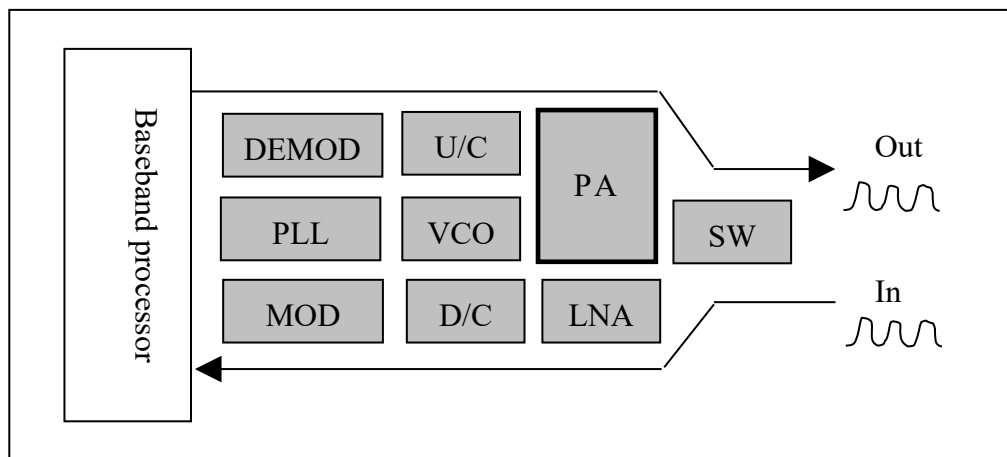 Baseband processor
DEMOD
U/C
PA
Out
PLL
VCO
SW
MOD
D/C
LNA
In